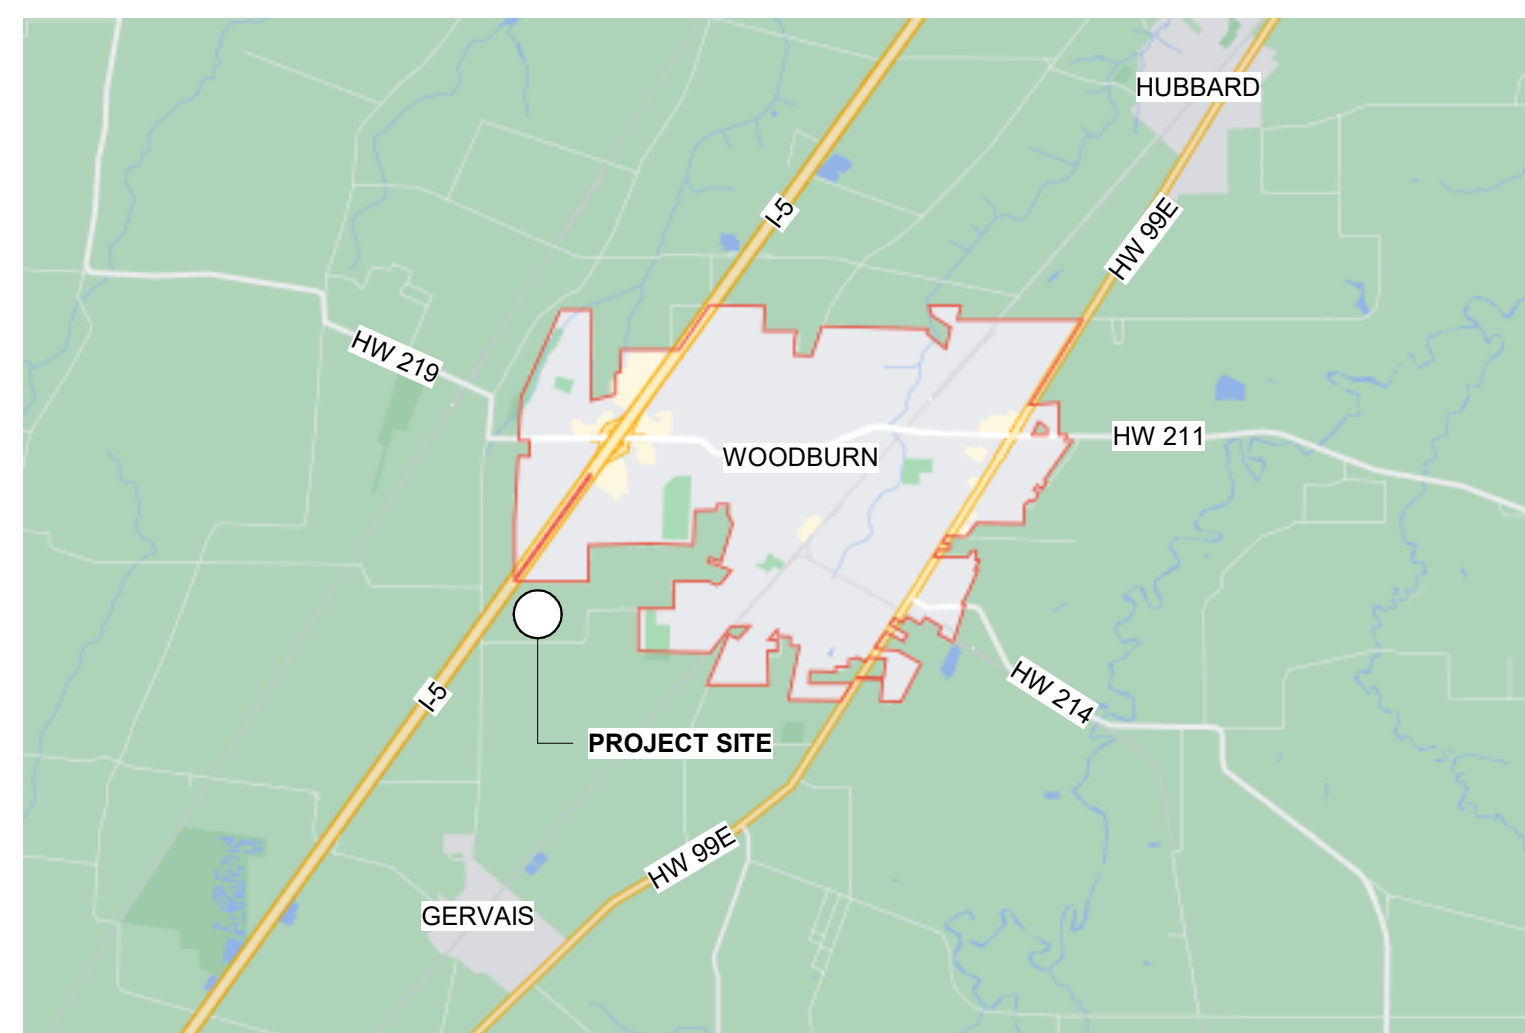 HUBBARD
I-5
HW 99E
HW 219
HW 211
WOODBURN
I-5
HW 214
PROJECT SITE
HW 99E
GERVAIS